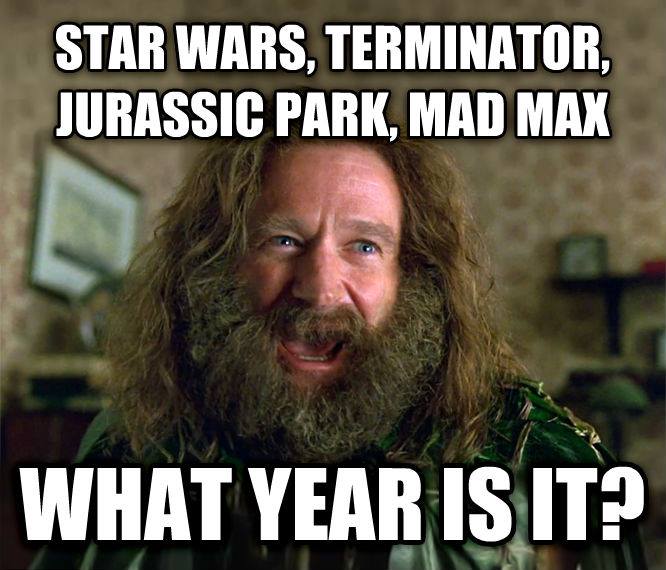 STAR WARS, TERMINATOR,
JURASSIC PARK, MAD MAX
WHAT YEAR IS IT?